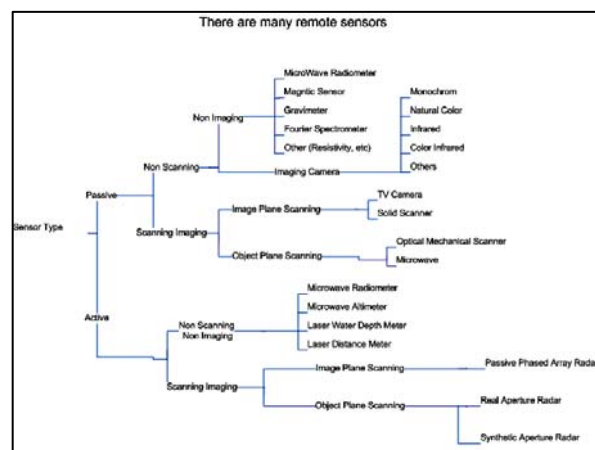 There are many remote sensors
MicroWave Radiometer
Magntic Sensor
Monochrom
Gravimeter
Natural Color
Non Imaging
Fourier Spectrometer
Infrared
Other (Resistivity, etc)
Color Infrared
Non Scanning
Imaging Camera
Others
Passive
TV Camera
Image Plane Scanning
Solid Scanner
Sensor Type
Scanning Imaging
Optical Mechanical Scanner
Object Plane Scanning
Microwave
Microwave Radiometer
Microwave Altimeter
Active
Non Scanning
Non Imaging
Laser Water Depth Meter
Laser Distance Meter
Image Plane Scanning
Passive Phased Array Radar
Scanning Imaging
Object Plane Scanning
Real Aperture Radar
Synthetic Aperture Radar